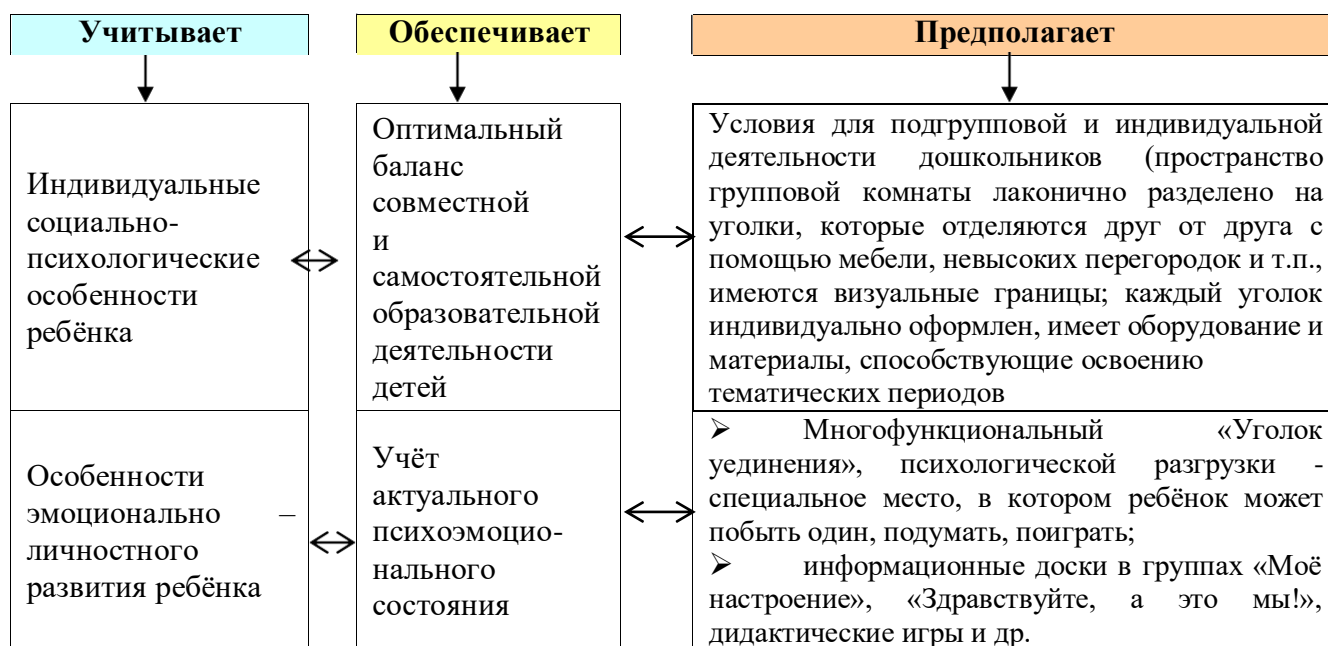 Учитывает
Обеспечивает
Предполагает
Индивидуальные
социально-
психологические
особенности
ребёнка
Оптимальный
баланс
совместной
и
самостоятельной
образовательной
деятельности
детей
Условия для подгрупповой и индивидуальной
деятельности дошкольников (пространство
групповой комнаты лаконично разделено на
уголки, которые отделяются друг от друга с
помощью мебели, невысоких перегородок и т.п.,
имеются визуальные границы; каждый уголок
индивидуально оформлен, имеет оборудование и
материалы, способствующие освоению
тематических периодов
Особенности
эмоционально –
личностного
развития ребёнка
Учёт
актуального
психоэмоцио-
нального
состояния
➢ Многофункциональный «Уголок
уединения», психологической разгрузки -
специальное место, в котором ребёнок может
побыть один, подумать, поиграть;
➢ информационные доски в группах «Моё
настроение», «Здравствуйте, а это мы!»,
дидактические игры и др.